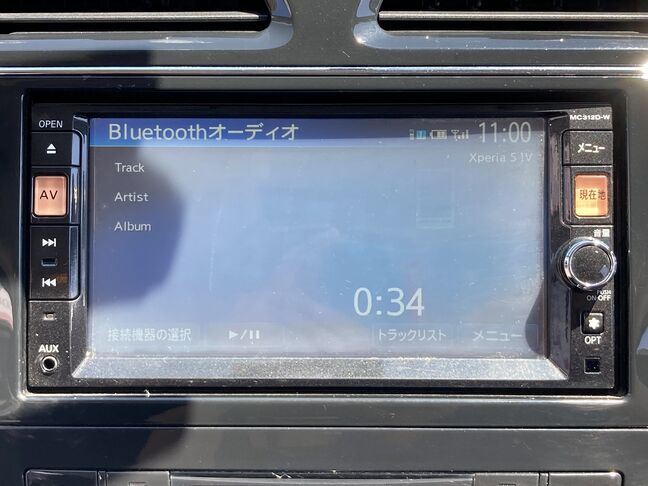 OPEN
MC312D-W
Bluetoothオーディオ
11:00
メニュー
Xperia 5 IV
Track
AV
Artist
現在地
Album
音量
PUSH
ON・OFF
0:34
接続機器の選択
トラックリスト
メニュー
AUX
OPT